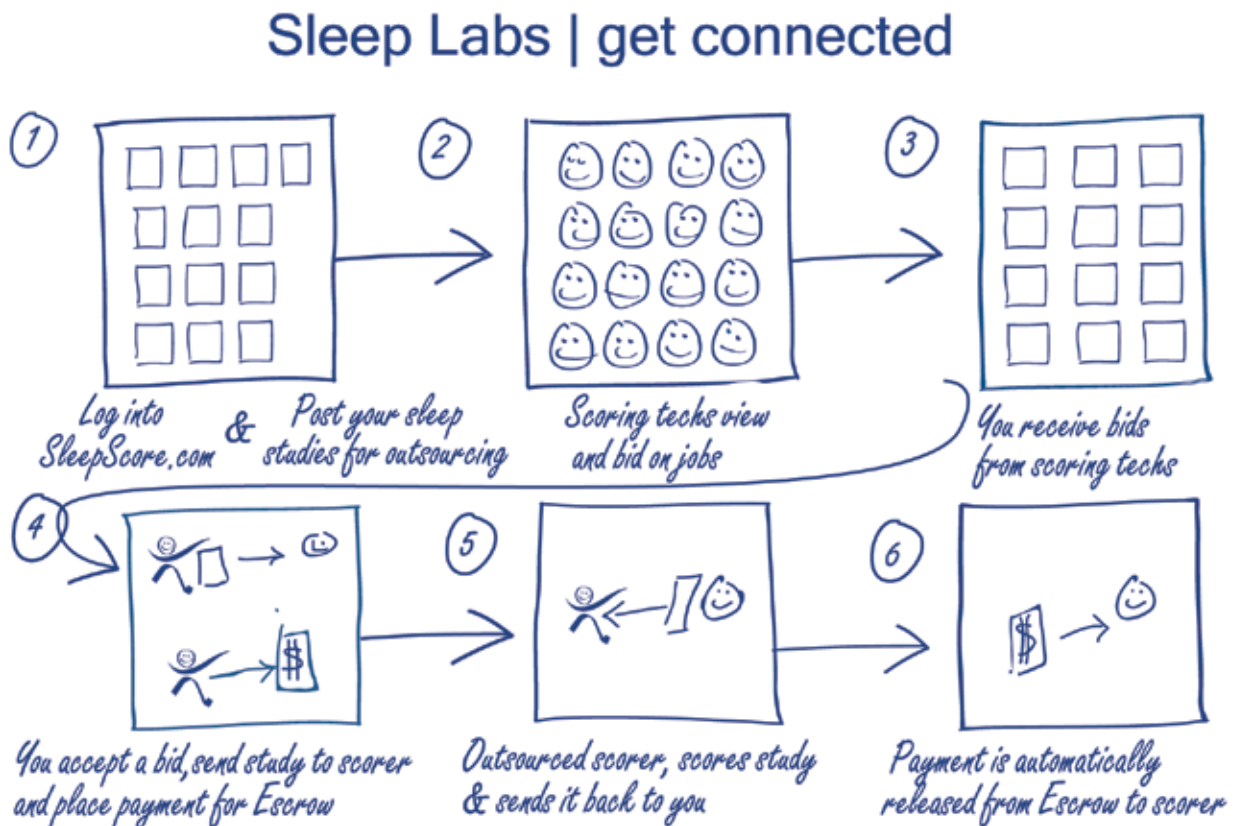 Sleep Labs | get connected
1
2
3
Log into
SleepScore.com
&
Post your sleep
studies for outsourcing
Scoring techs view
and bid on jobs
You receive bids
from scoring techs
4
5
6
$
$
You accept a bid, send study to scorer
and place payment for Escrow
Outsourced scorer, scores study
& sends it back to you
Payment is automatically
released from Escrow to scorer